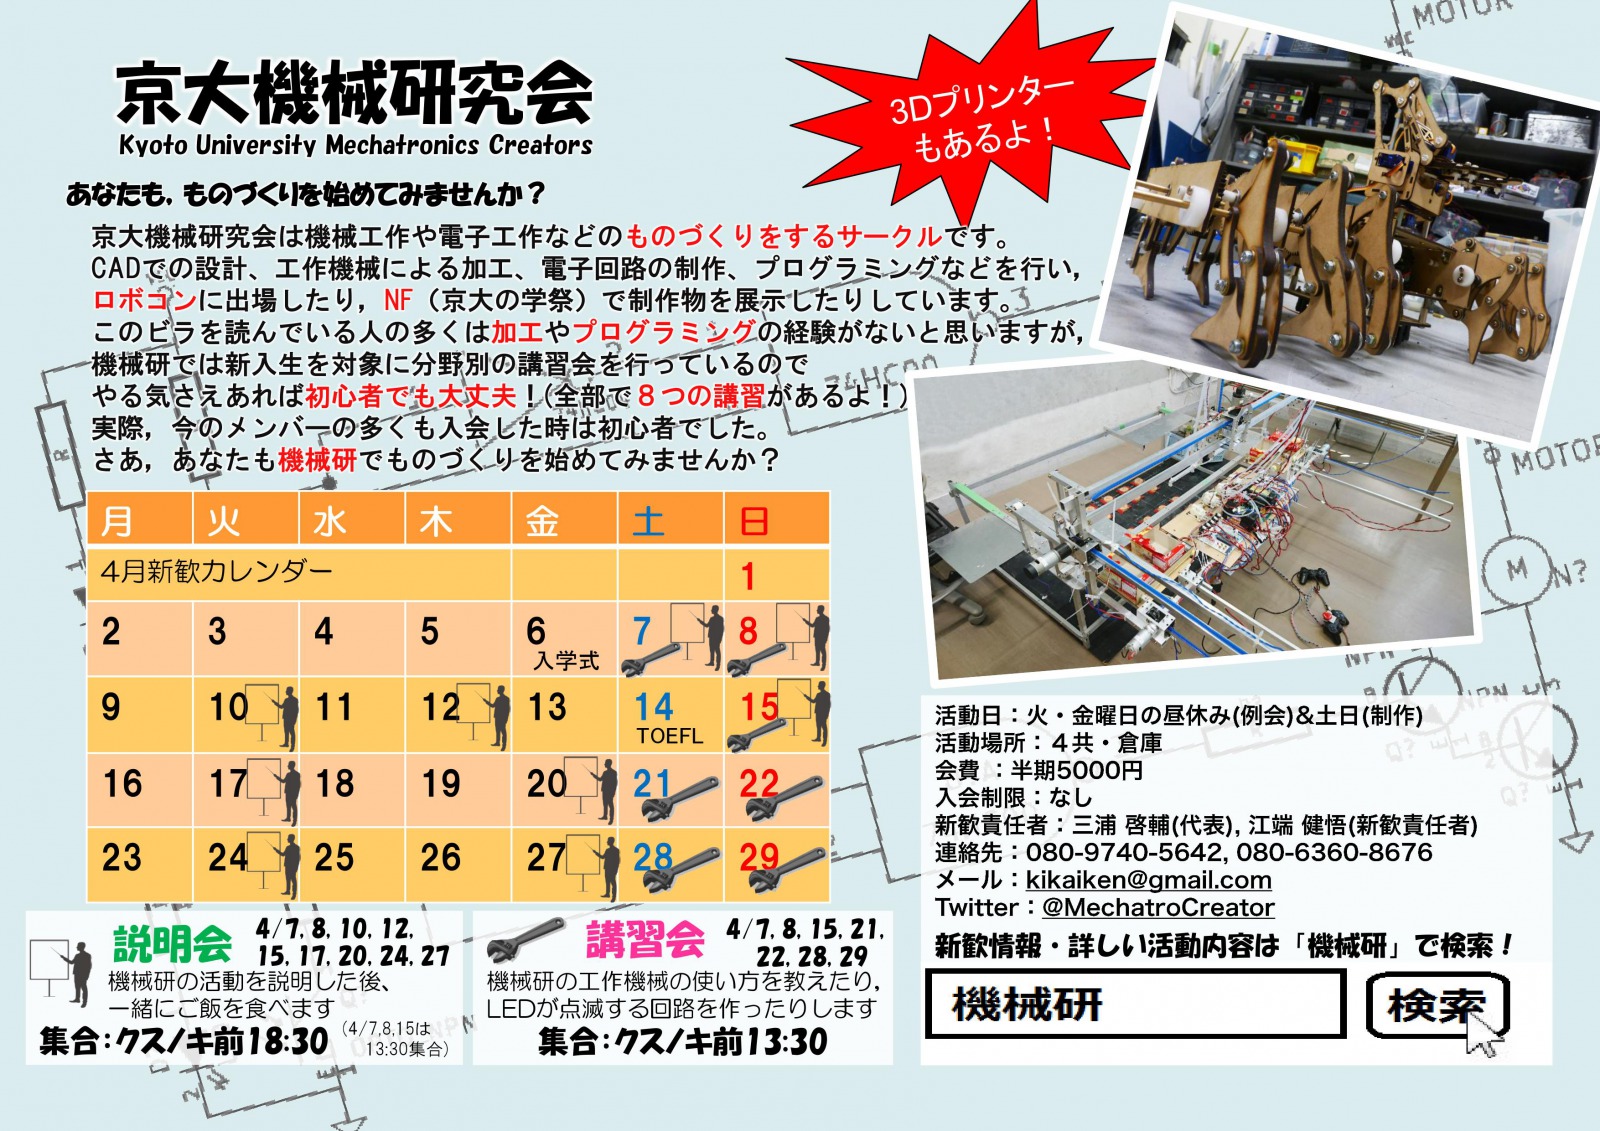 京大機械研究会
Kyoto University Mechatronics Creators
3Dプリンター
もあるよ！
あなたも，ものづくりを始めてみませんか？
京大機械研究会は機械工作や電子工作などのものづくりをするサークルです。
CADでの設計、工作機械による加工、電子回路の制作、プログラミングなどを行い，
ロボコンに出場したり，NF（京大の学祭）で制作物を展示したりしています。
このビラを読んでいる人の多くは加工やプログラミングの経験がないと思いますが，
機械研では新入生を対象に分野別の講習会を行っているので
やる気さえあれば初心者でも大丈夫！（全部で８つの講習があるよ！）
実際，今のメンバーの多くも入会した時は初心者でした。
さあ，あなたも機械研でものづくりを始めてみませんか？
月 火 水 木 金 土 日
4月新歓カレンダー 1
2 3 4 5 6 7 8
入学式
9 10 11 12 13 14 15
TOEFL
16 17 18 19 20 21 22
23 24 25 26 27 28 29
説明会 4/7, 8, 10, 12,
15, 17, 20, 24, 27
機械研の活動を説明した後、
一緒にご飯を食べます
集合：クスノキ前18：30（4/7,8,15は
13:30集合）
講習会 4/7, 8, 15, 21,
22, 28, 29
機械研の工作機械の使い方を教えたり，
LEDが点滅する回路を作ったりします
集合：クスノキ前13：30
活動日：火・金曜日の昼休み(例会)&土日(制作)
活動場所：４共・倉庫
会費 ：半期5000円
入会制限：なし
新歓責任者：三浦 啓輔(代表), 江端 健悟(新歓責任者)
連絡先：080-9740-5642, 080-6360-8676
メール：kikaiken@gmail.com
Twitter：@MechatroCreator
新歓情報・詳しい活動内容は「機械研」で検索！
機械研 検索
MOTOR
MOTOR
74HC00
3
R
M
N?
NPN
NPN
Q?
Q?
NPN